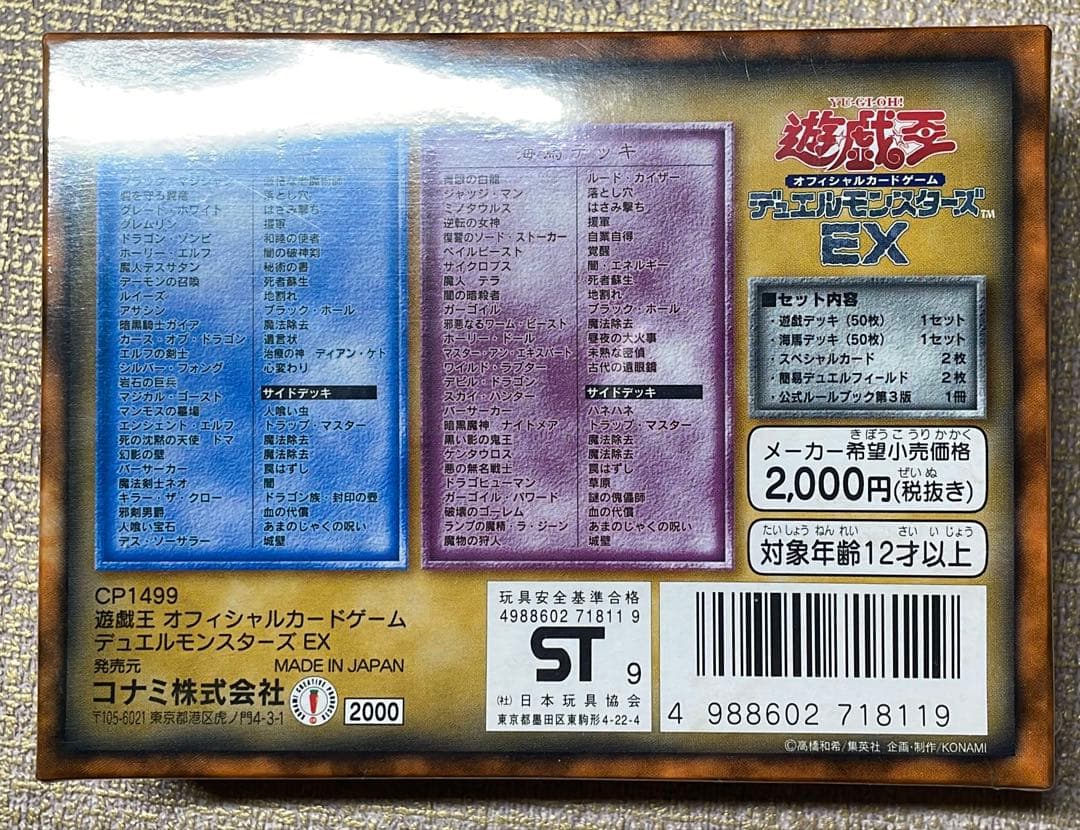 YU-GI-OH!
遊戯王
オフィシャルカードゲーム
デュエルモンスターズ™
EX
グレート・ホワイト
グレムリン
ドラゴン・ゾンビ
ホーリー・エルフ
魔人デスサタン
デーモンの召喚
ルイーズ
アサシン
暗黒騎士ガイア
カース・オブ・ドラゴン
エルフの剣士
シルバー・フォング
岩石の巨兵
マジカル・ゴースト
マンモスの墓場
エンシェント・エルフ
死の沈黙の天使 ドマ
幻影の壁
バーサーカー
魔法剣士ネオ
キラー・ザ・クロー
邪剣男爵
人喰い宝石
デス・ソーサラー
落とし穴
はさみ撃ち
援軍
和睦の使者
闇の破神剣
秘術の書
死者蘇生
地割れ
ブラック・ホール
魔法除去
遺言状
治療の神 ディアン・ケト
心変わり
サイドデッキ
人喰い虫
トラップ・マスター
魔法除去
魔法除去
罠はずし
闇
ドラゴン族・封印の壺
血の代償
あまのじゃくの呪い
城壁
海馬デッキ
青眼の白龍
ジャッジ・マン
ミノタウルス
逆転の女神
復讐のソード・ストーカー
ベイルビースト
サイクロプス
魔人 テラ
闇の暗殺者
ガーゴイル
邪悪なるワーム・ビースト
ホーリー・ドール
マスター・アン・エキスパート
ワイルド・ラプター
デビル・ドラゴン
スカイ・ハンター
バーサーカー
暗黒魔神 ナイトメア
黒い影の鬼王
ケンタウロス
悪の無名戦士
ドラゴヒューマン
ガーゴイル・パワード
破壊のゴーレム
ランプの魔精・ラ・ジーン
魔物の狩人
ルード・カイザー
落とし穴
はさみ撃ち
援軍
自業自得
覚醒
闇・エネルギー
死者蘇生
地割れ
ブラック・ホール
魔法除去
昼夜の大火事
未熟な密偵
古代の遠眼鏡
サイドデッキ
ハネハネ
トラップ・マスター
魔法除去
魔法除去
罠はずし
草原
謎の傀儡師
血の代償
あまのじゃくの呪い
城壁
■セット内容
・遊戯デッキ(50枚) 1セット
・海馬デッキ(50枚) 1セット
・スペシャルカード 2枚
・簡易デュエルフィールド 2枚
・公式ルールブック第3版 1冊
きぼうこうりかかく
メーカー希望小売価格
ぜいぬ
2,000円(税抜き)
たいしょうねんれい さいいじょう
対象年齢12才以上
CP1499
遊戯王 オフィシャルカードゲーム
デュエルモンスターズ EX
発売元 MADE IN JAPAN
コナミ株式会社
〒105-6021 東京都港区虎ノ門4-3-1
KONAMI CREATIVE PRODUCTS
2000
玩具安全基準合格
4988602 71811 9
ST 9
(社)日本玩具協会
東京都墨田区東駒形4-22-4
4 988602 718119
©高橋和希/集英社 企画・制作/KONAMI